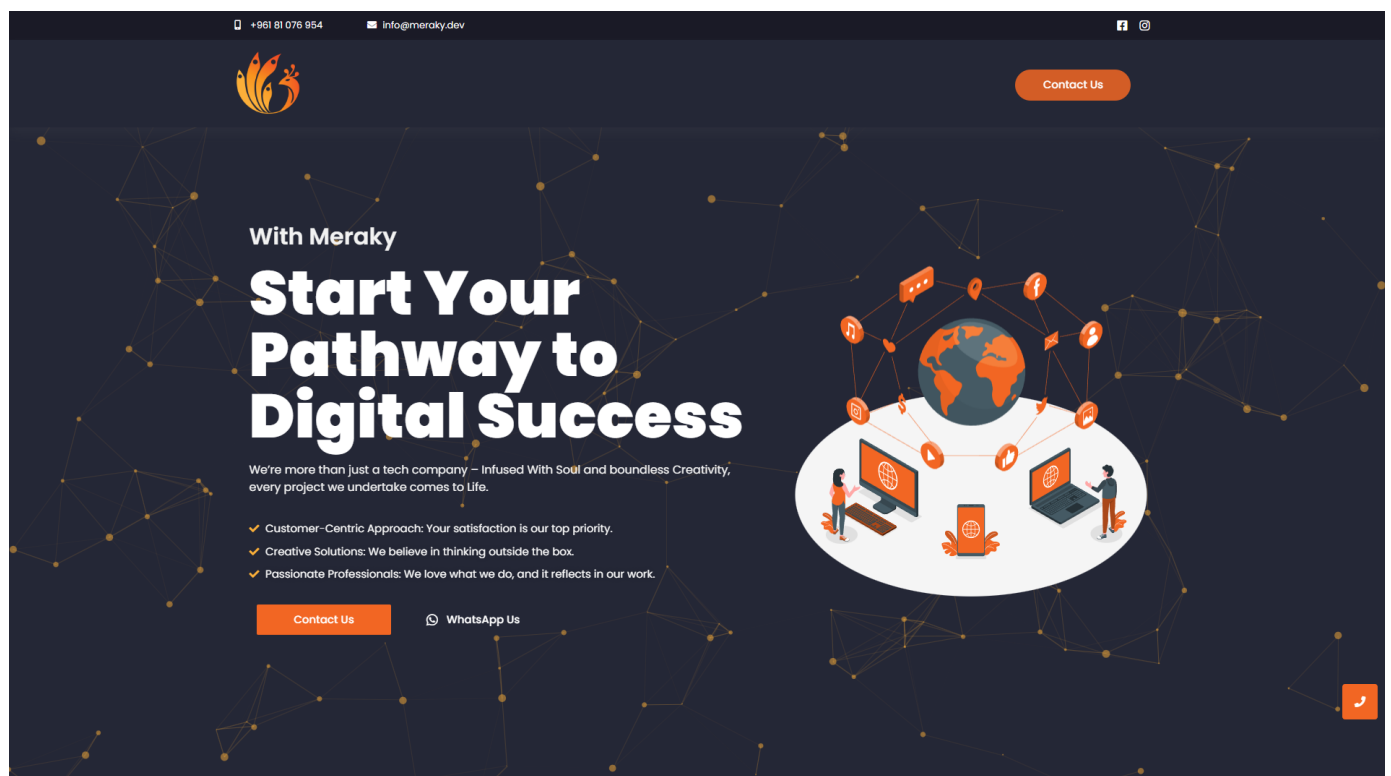 +961 81 076 954
info@meraky.dev
Contact Us
With Meraky
Start Your
Pathway to
Digital Success
We're more than just a tech company – Infused With Soul and boundless Creativity,
every project we undertake comes to Life.
Customer-Centric Approach: Your satisfaction is our top priority.
Creative Solutions: We believe in thinking outside the box.
Passionate Professionals: We love what we do, and it reflects in our work.
Contact Us
WhatsApp Us